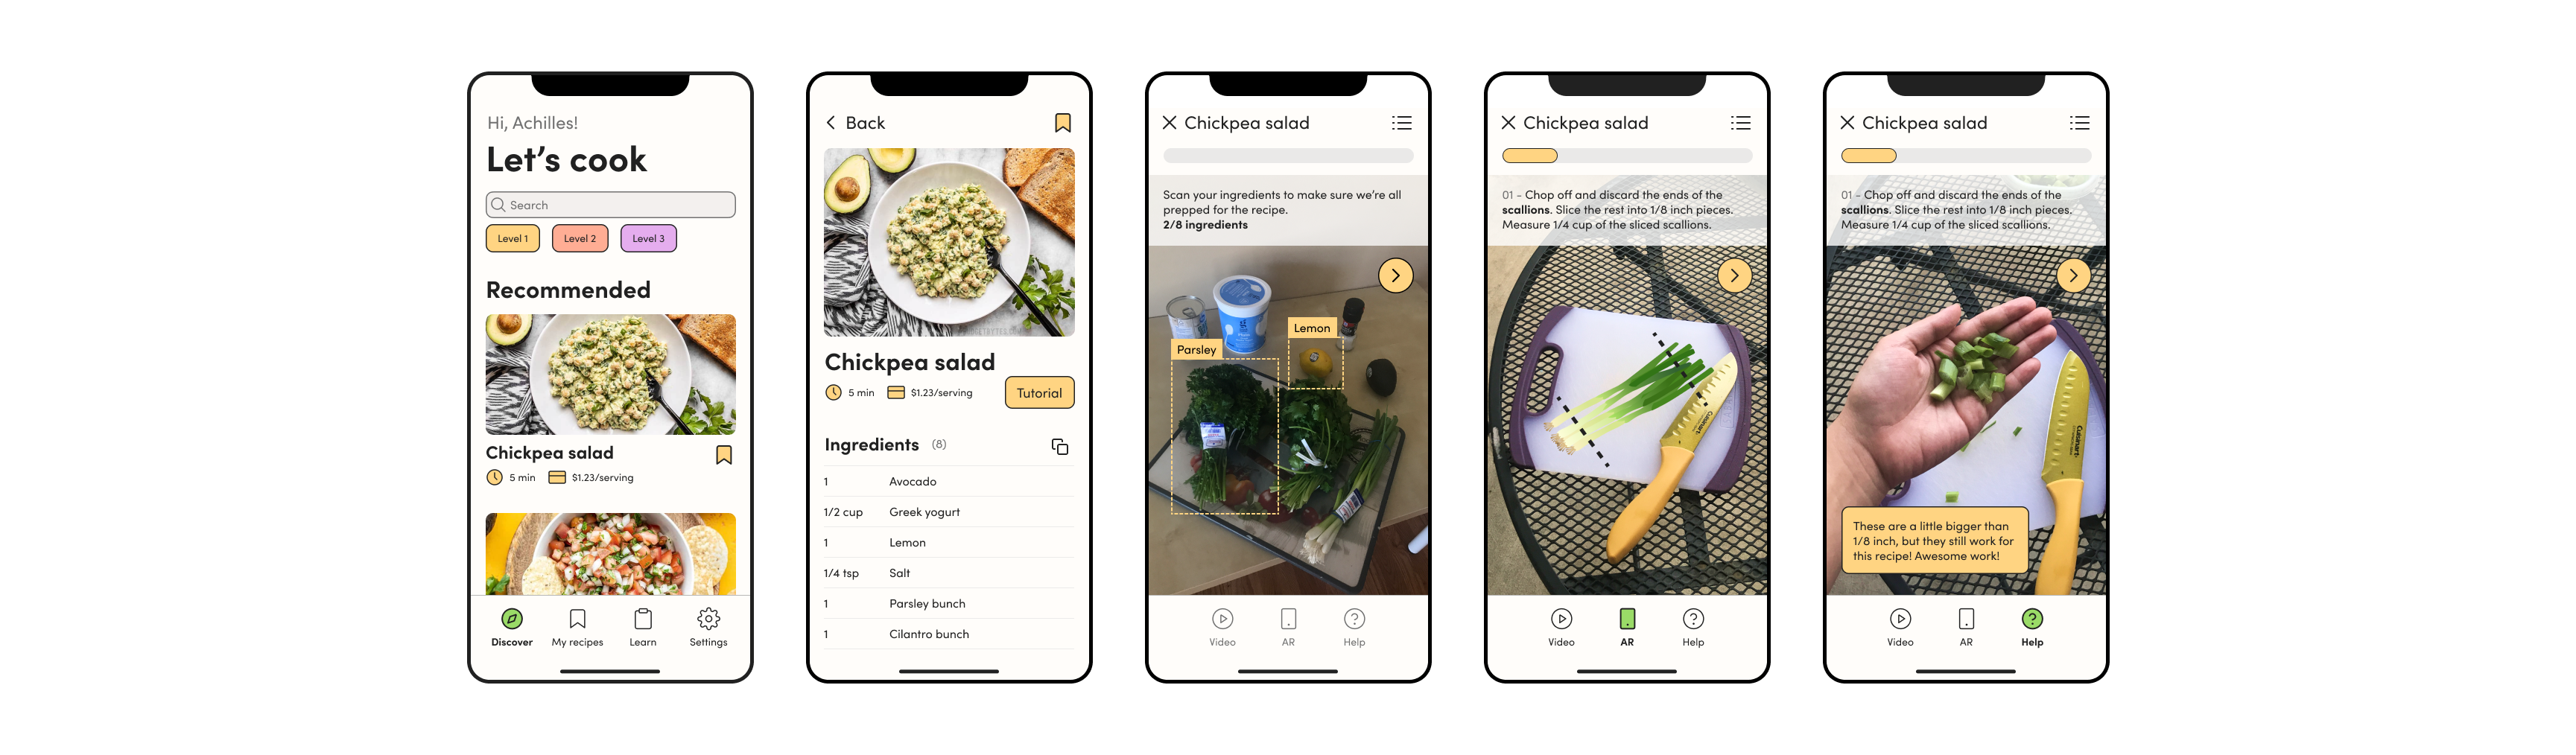 Hi, Achilles!
Let's cook
Search
Level 1
Level 2
Level 3
Recommended
Chickpea salad
5 min
$1.23/serving
Discover
My recipes
Learn
Settings
Back
Chickpea salad
5 min
$1.23/serving
Tutorial
Ingredients (8)
1 Avocado
1/2 cup Greek yogurt
1 Lemon
1/4 tsp Salt
1 Parsley bunch
1 Cilantro bunch
Chickpea salad
Scan your ingredients to make sure we're all
prepped for the recipe.
2/8 ingredients
Lemon
Parsley
Video
AR
Help
Chickpea salad
01 - Chop off and discard the ends of the
scallions. Slice the rest into 1/8 inch pieces.
Measure 1/4 cup of the sliced scallions.
Cuisinart
Video
AR
Help
Chickpea salad
01 - Chop off and discard the ends of the
scallions. Slice the rest into 1/8 inch pieces.
Measure 1/4 cup of the sliced scallions.
Cuisinart
These are a little bigger than
1/8 inch, but they still work for
this recipe! Awesome work!
Video
AR
Help